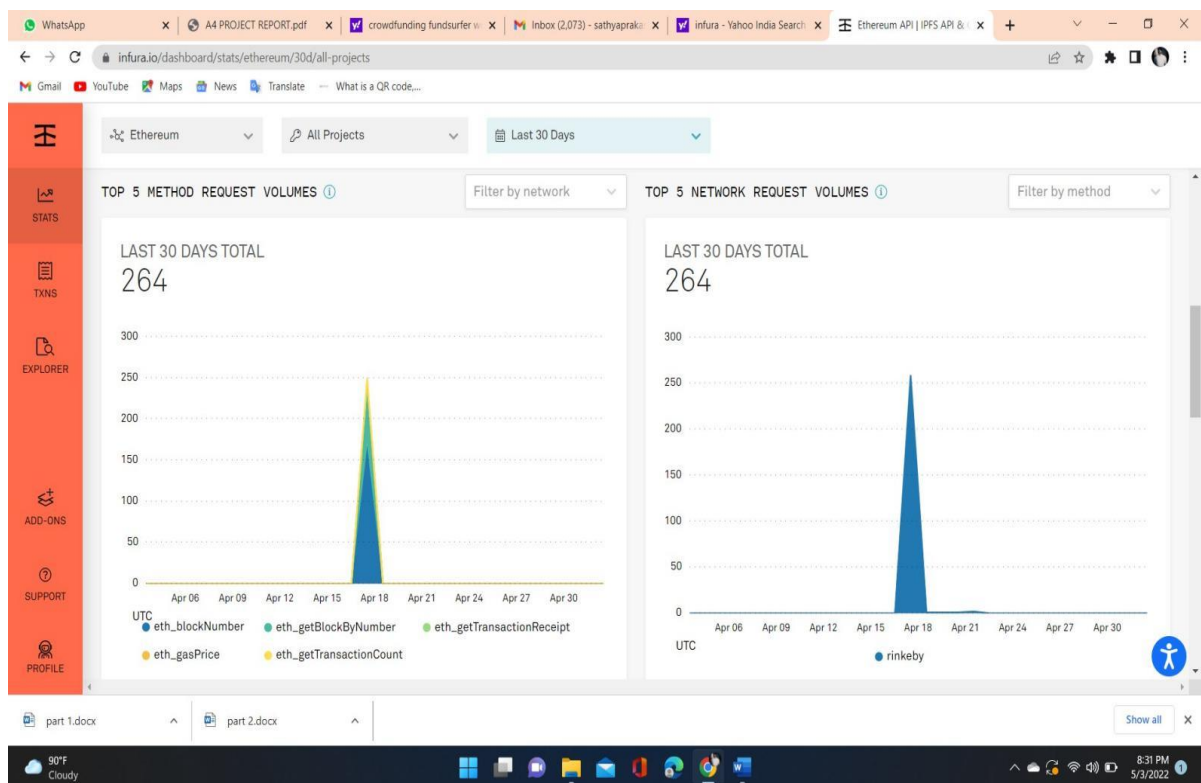 WhatsApp
A4 PROJECT REPORT.pdf
crowdfunding fundsurfer w
Inbox (2,073) - sathyapraka
infura - Yahoo India Search
Ethereum API | IPFS API &
infura.io/dashboard/stats/ethereum/30d/all-projects
Gmail YouTube Maps News Translate What is a QR code,...
Ethereum
All Projects
Last 30 Days
STATS
TXNS
EXPLORER
ADD-ONS
SUPPORT
PROFILE
TOP 5 METHOD REQUEST VOLUMES
Filter by network
LAST 30 DAYS TOTAL
264
300
250
200
150
100
50
0
Apr 06 Apr 09 Apr 12 Apr 15 Apr 18 Apr 21 Apr 24 Apr 27 Apr 30
UTC
eth_blockNumber eth_getBlockByNumber eth_getTransactionReceipt
eth_gasPrice eth_getTransactionCount
TOP 5 NETWORK REQUEST VOLUMES
Filter by method
LAST 30 DAYS TOTAL
264
300
250
200
150
100
50
0
Apr 06 Apr 09 Apr 12 Apr 15 Apr 18 Apr 21 Apr 24 Apr 27 Apr 30
UTC
rinkeby
part 1.docx
part 2.docx
Show all
90°F
Cloudy
8:31 PM
5/3/2022
1